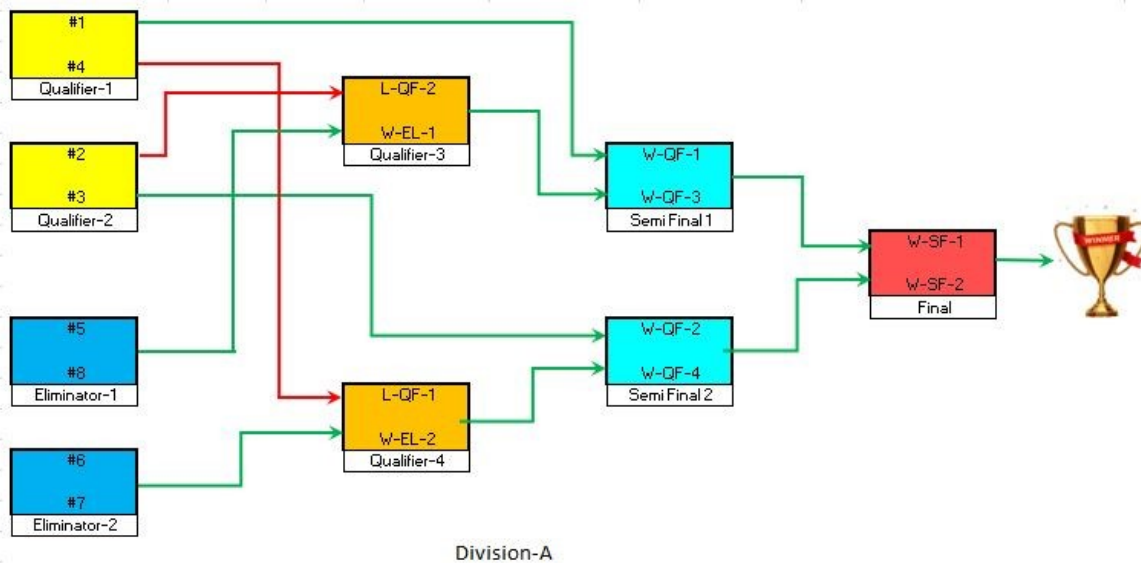 #1
#4
Qualifier-1
#2
#3
Qualifier-2
#5
#8
Eliminator-1
#6
#7
Eliminator-2
L-QF-2
W-EL-1
Qualifier-3
L-QF-1
W-EL-2
Qualifier-4
W-QF-1
W-QF-3
Semi Final 1
W-QF-2
W-QF-4
Semi Final 2
W-SF-1
W-SF-2
Final
WINNER
Division-A